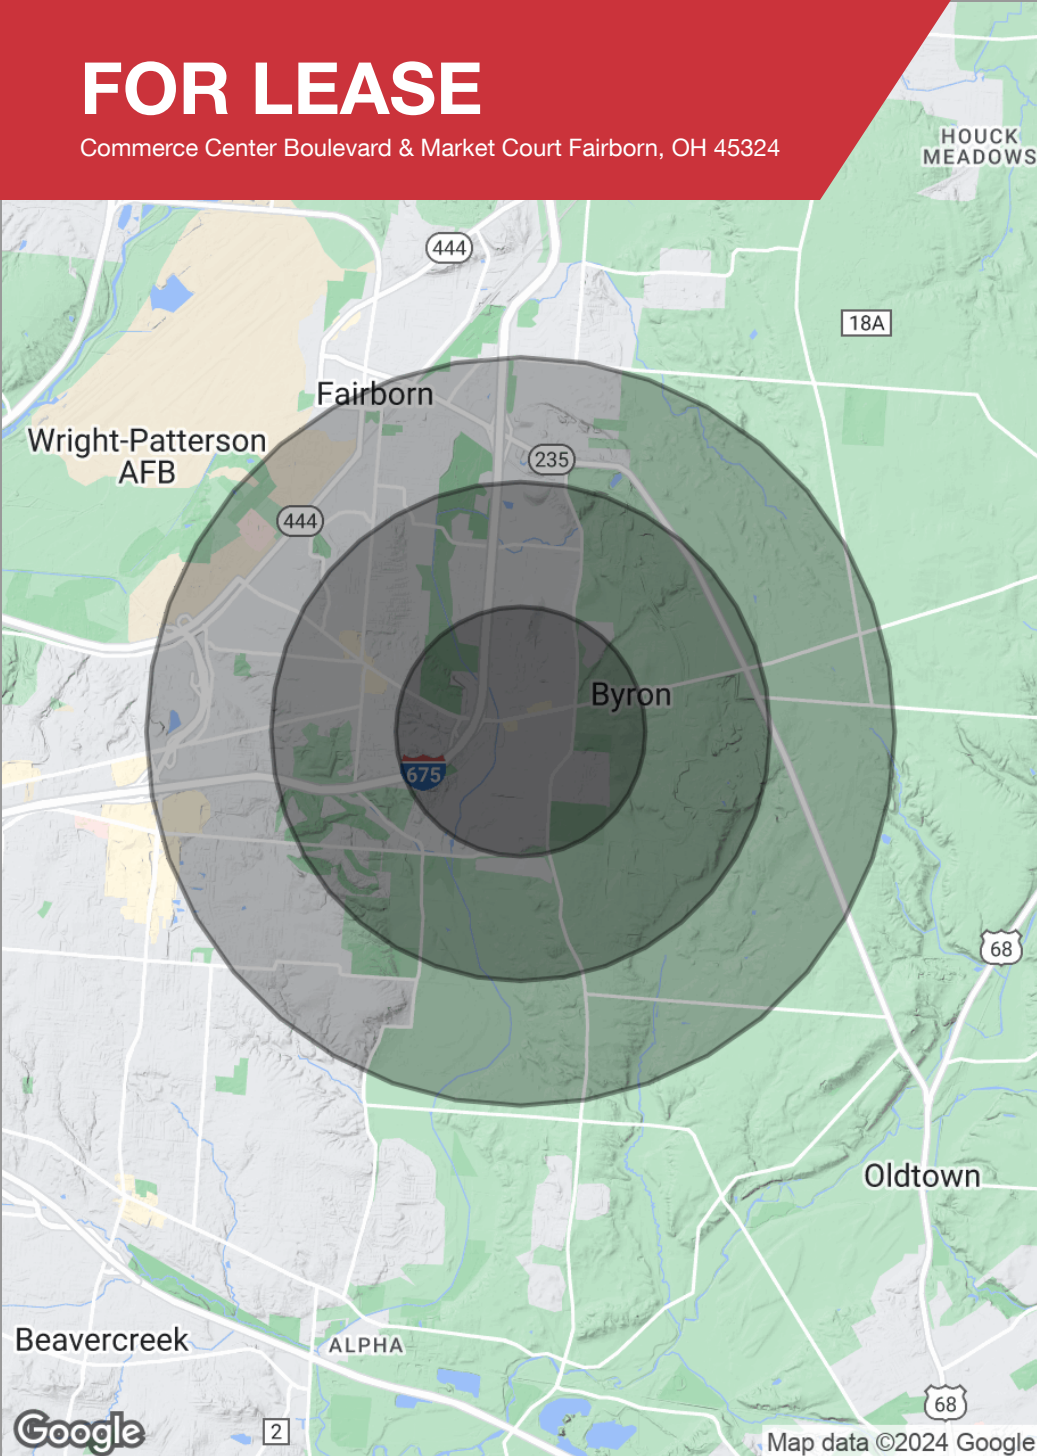 FOR LEASE
Commerce Center Boulevard & Market Court Fairborn, OH 45324
HOUCK
MEADOWS
444
18A
Fairborn
Wright-Patterson
AFB
235
444
Byron
675
68
Oldtown
Beavercreek
ALPHA
68
2
Google
Map data ©2024 Google